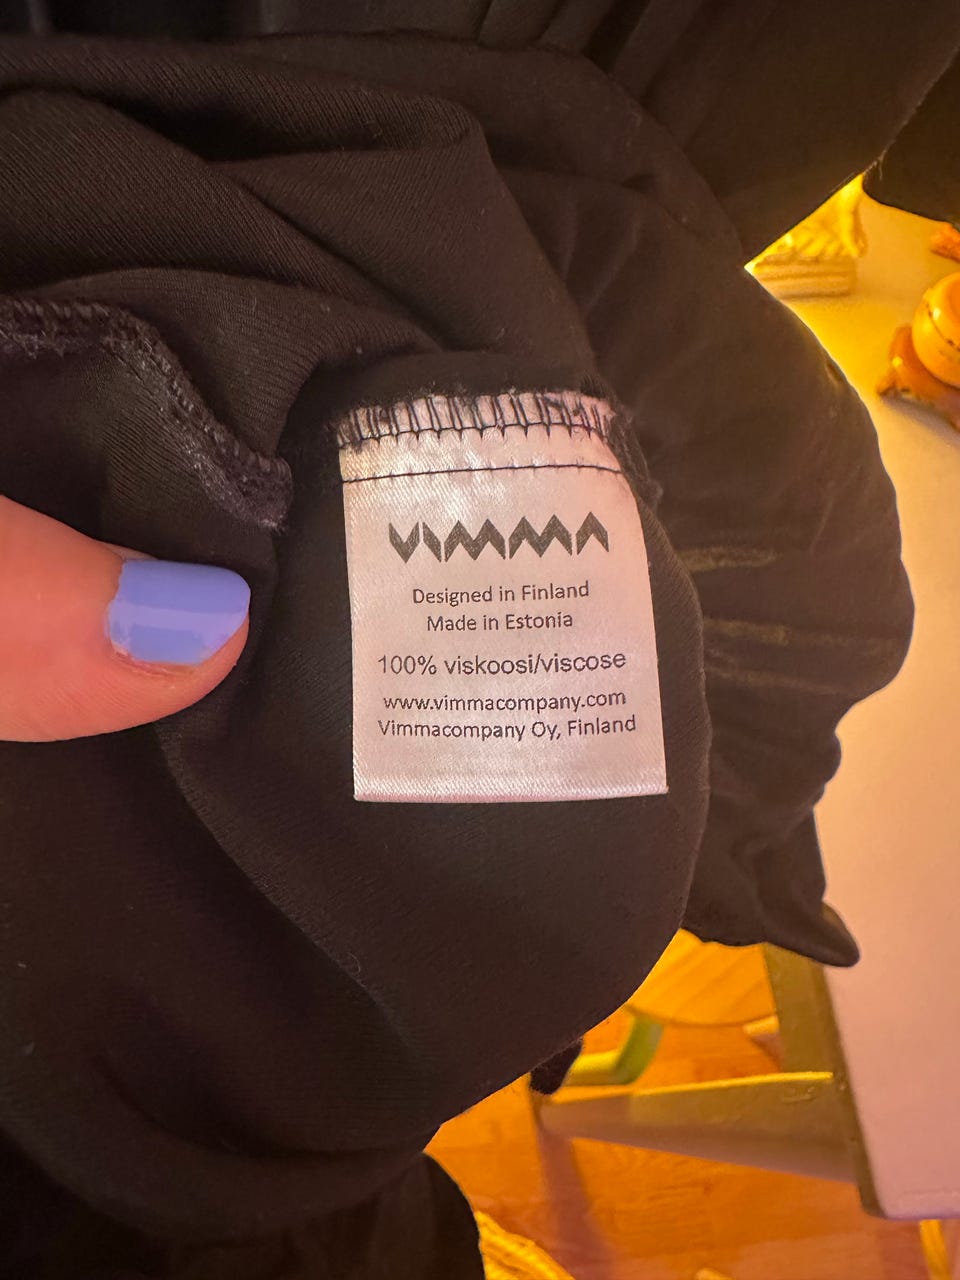 VIMMA
Designed in Finland
Made in Estonia
100% viskoosi/viscose
www.vimmacompany.com
Vimmacompany Oy, Finland